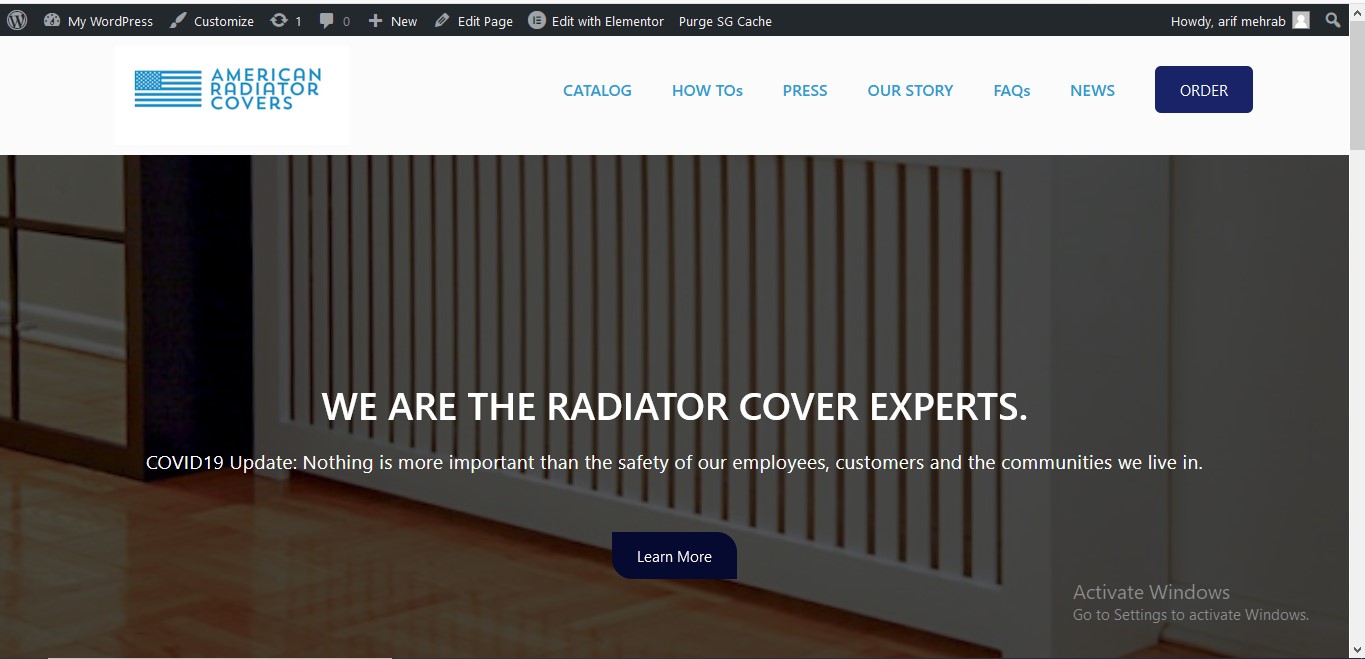 My WordPress Customize 1 0 New Edit Page Edit with Elementor Purge SG Cache Howdy, arif mehrab
AMERICAN
RADIATOR
COVERS
CATALOG HOW TOs PRESS OUR STORY FAQs NEWS ORDER
WE ARE THE RADIATOR COVER EXPERTS.
COVID19 Update: Nothing is more important than the safety of our employees, customers and the communities we live in.
Learn More
Activate Windows
Go to Settings to activate Windows.